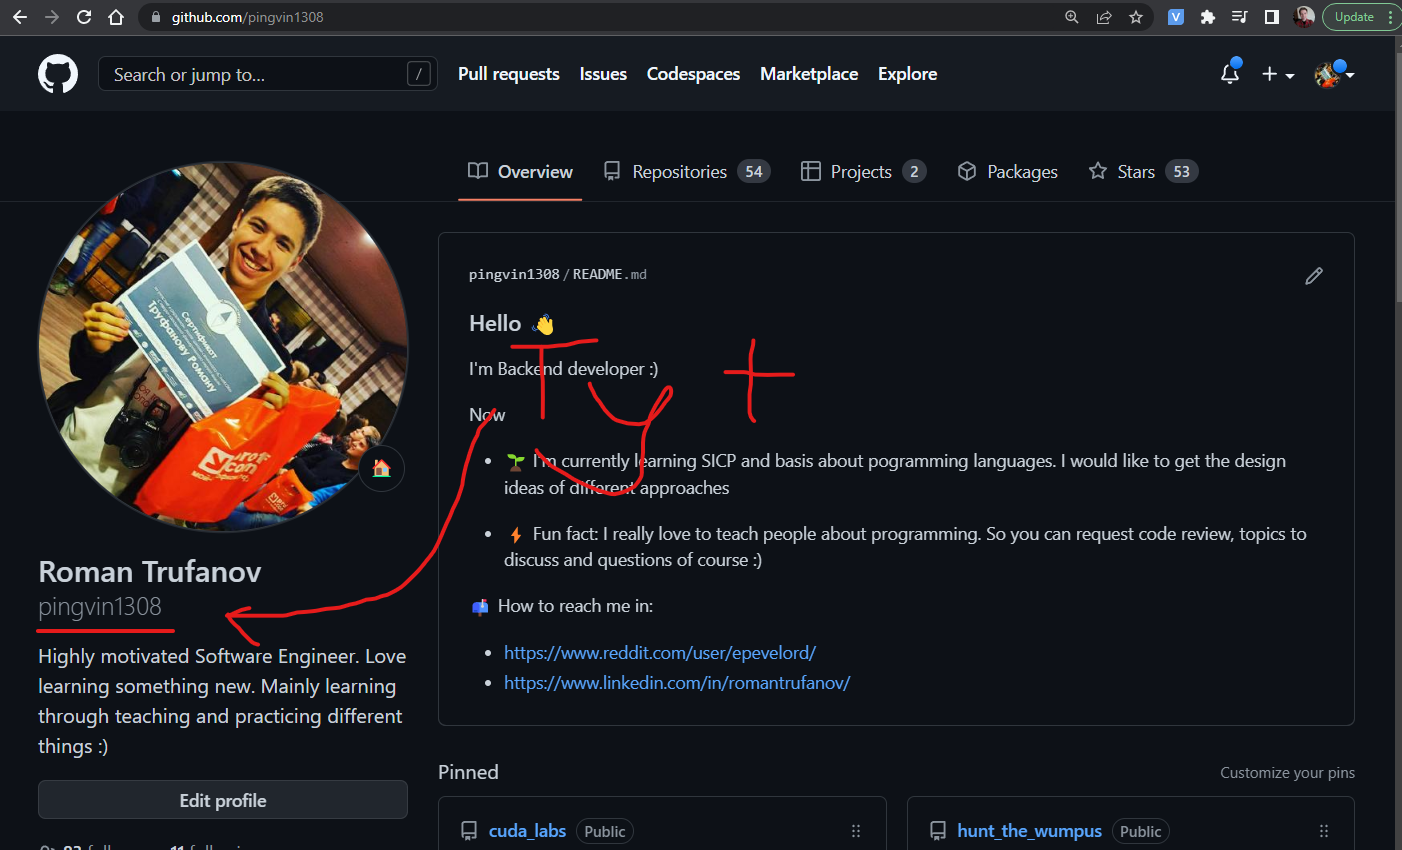 github.com/pingvin1308
Update
Search or jump to...
/
Pull requests Issues Codespaces Marketplace Explore
Overview Repositories 54 Projects 2 Packages Stars 53
Сертификат
Труфанову Роману
pingvin1308/README.md
Hello 👋
Ty +
I'm Backend developer :)
Now
🌱 I'm currently learning SICP and basis about pogramming languages. I would like to get the design
ideas of different approaches
⚡ Fun fact: I really love to teach people about programming. So you can request code review, topics to
discuss and questions of course :)
📫 How to reach me in:
https://www.reddit.com/user/epevelord/
https://www.linkedin.com/in/romantrufanov/
Roman Trufanov
pingvin1308
Highly motivated Software Engineer. Love
learning something new. Mainly learning
through teaching and practicing different
things :)
Edit profile
Pinned
Customize your pins
cuda_labs Public
hunt_the_wumpus Public